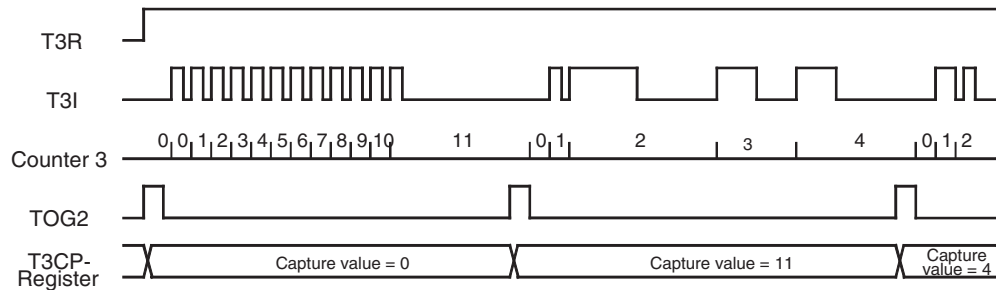 T3R
T3I
Counter 3
0 0 1 2 3 4 5 6 7 8 9 10 11 0 1 2 3 4 0 1 2
TOG2
T3CP-
Register
Capture value = 0
Capture value = 11
Capture
value = 4